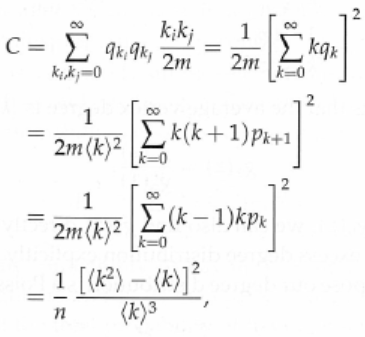 C = \sum_{k_i,k_j=0}^{\infty} q_{k_i} q_{k_j} \frac{k_i k_j}{2m} = \frac{1}{2m} \left[ \sum_{k=0}^{\infty} k q_k \right]^2
= \frac{1}{2m\langle k \rangle^2} \left[ \sum_{k=0}^{\infty} k(k+1) p_{k+1} \right]^2
= \frac{1}{2m\langle k \rangle^2} \left[ \sum_{k=0}^{\infty} (k-1) k p_k \right]^2
= \frac{1}{n} \frac{[\langle k^2 \rangle - \langle k \rangle]^2}{\langle k \rangle^3},